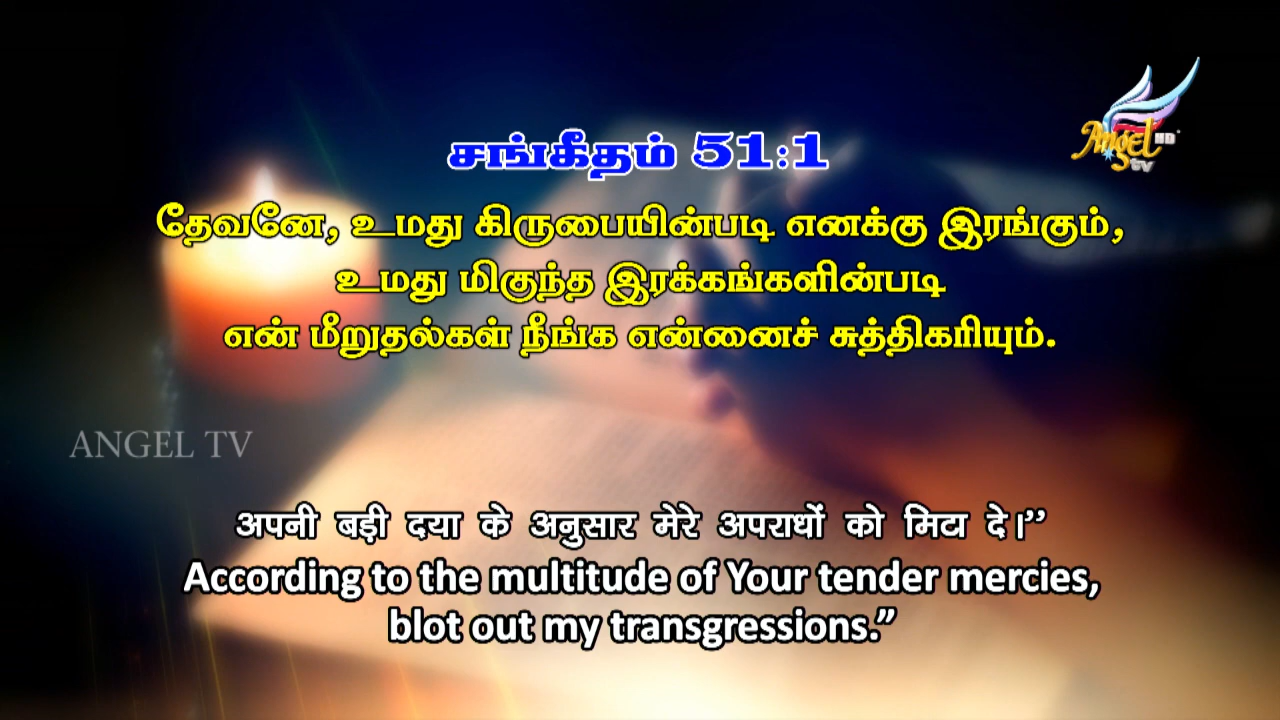 சங்கீதம் 51:1
Angel HD
tv
தேவனே, உமது கிருபையின்படி எனக்கு இரங்கும்,
உமது மிகுந்த இரக்கங்களின்படி
என் மீறுதல்கள் நீங்க என்னைச் சுத்திகரியும்.
ANGEL TV
अपनी बड़ी दया के अनुसार मेरे अपराधों को मिटा दे।’’
According to the multitude of Your tender mercies,
blot out my transgressions.”